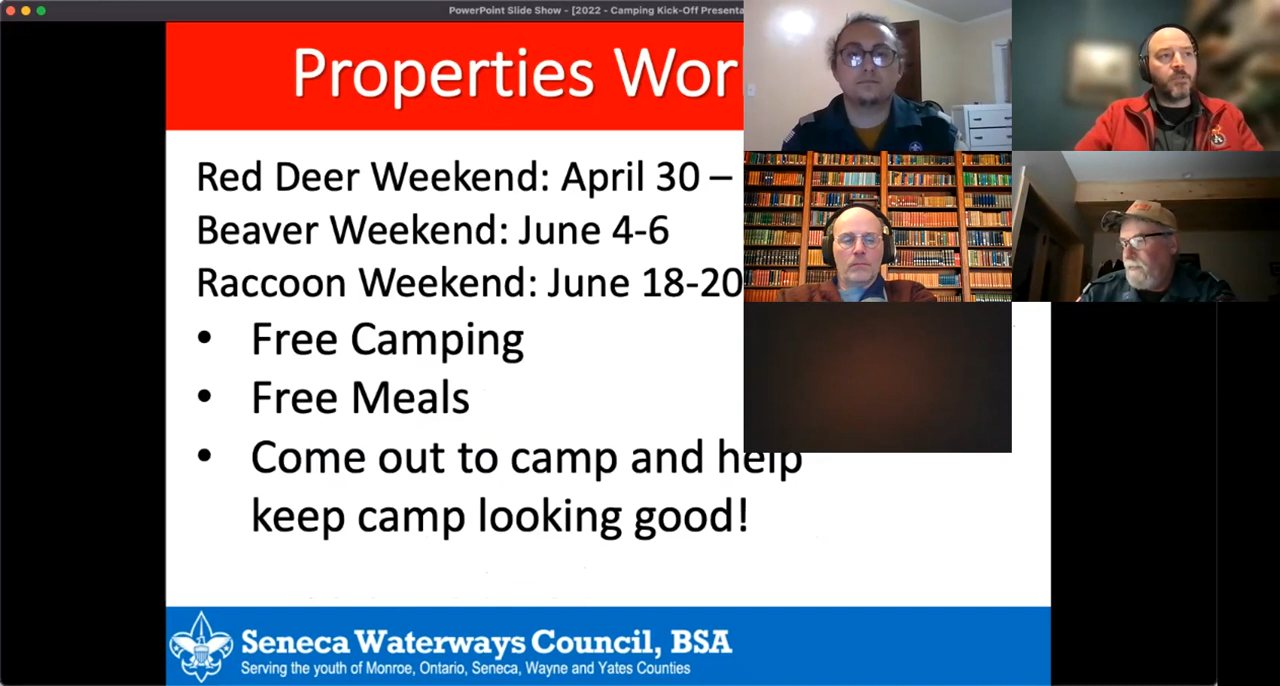 PowerPoint Slide Show - [2022 - Camping Kick-Off Presenta
Properties Wor
Red Deer Weekend: April 30 –
Beaver Weekend: June 4-6
Raccoon Weekend: June 18-20
• Free Camping
• Free Meals
• Come out to camp and help
keep camp looking good!
Seneca Waterways Council, BSA
Serving the youth of Monroe, Ontario, Seneca, Wayne and Yates Counties